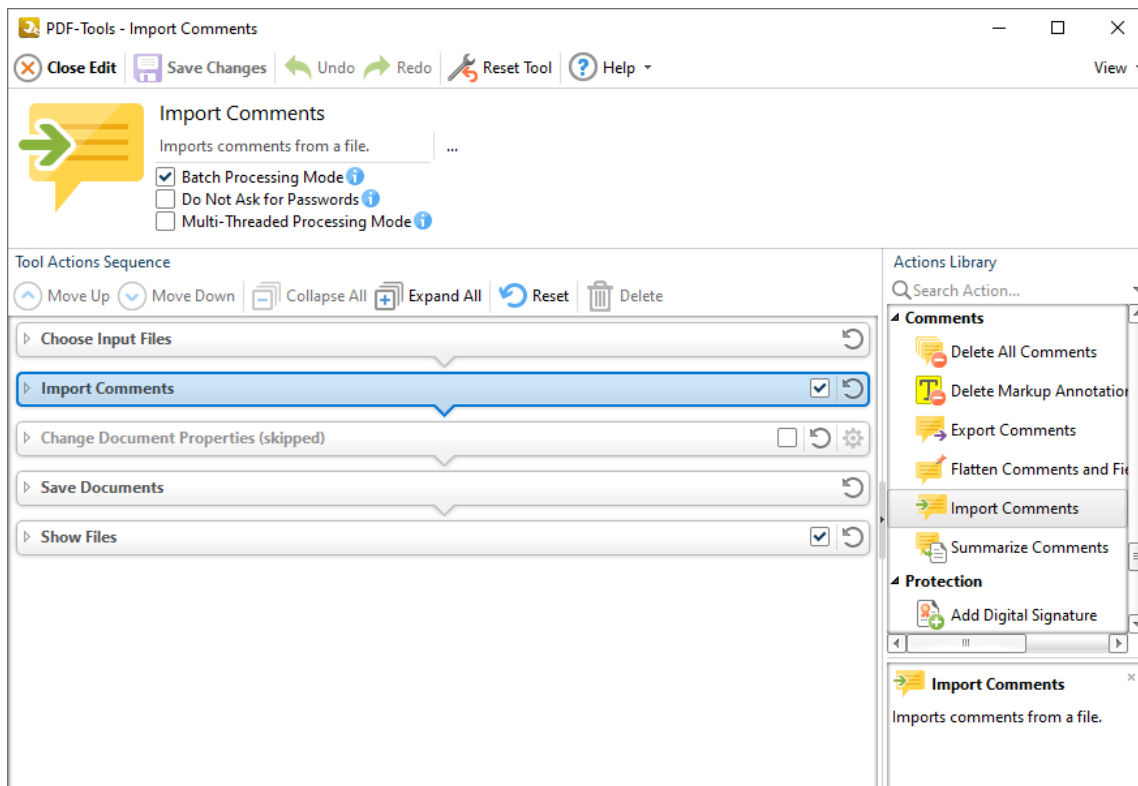 PDF-Tools - Import Comments
Close Edit Save Changes Undo Redo Reset Tool Help View
Import Comments
Imports comments from a file. ...
Batch Processing Mode
Do Not Ask for Passwords
Multi-Threaded Processing Mode
Tool Actions Sequence
Move Up Move Down Collapse All Expand All Reset Delete
Choose Input Files
Import Comments
Change Document Properties (skipped)
Save Documents
Show Files
Actions Library
Search Action...
Comments
Delete All Comments
Delete Markup Annotation
Export Comments
Flatten Comments and Fie
Import Comments
Summarize Comments
Protection
Add Digital Signature
Import Comments
Imports comments from a file.